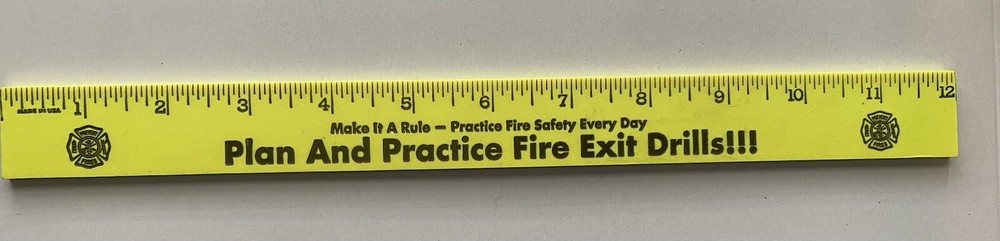 1 2 3 4 5 6 7 8 9 10 11 12
MADE IN USA
Make It A Rule — Practice Fire Safety Every Day
Plan And Practice Fire Exit Drills!!!